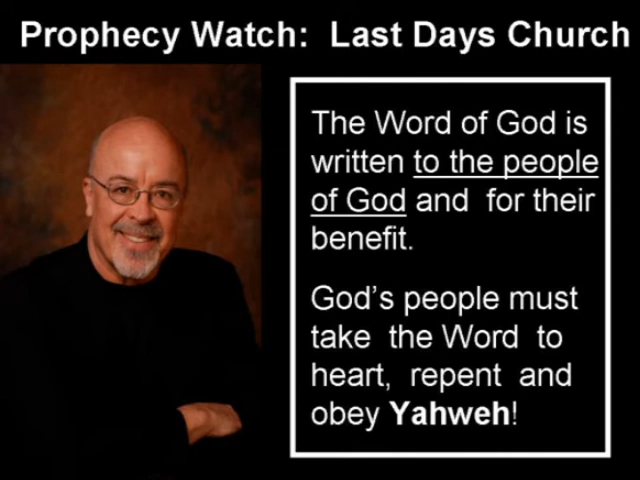 Prophecy Watch: Last Days Church
The Word of God is
written to the people
of God and for their
benefit.
God's people must
take the Word to
heart, repent and
obey Yahweh!